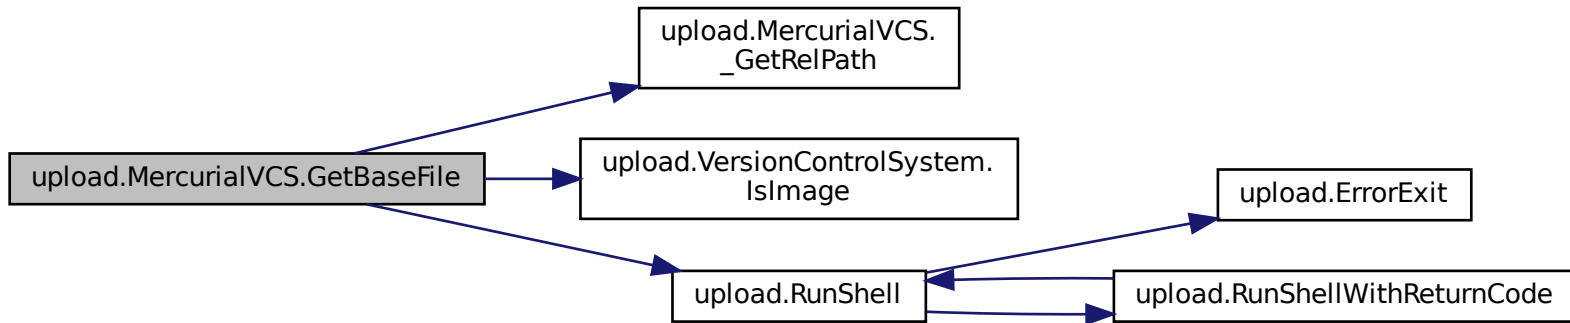 upload.MercurialVCS.
_GetRelPath
upload.MercurialVCS.GetBaseFile
upload.VersionControlSystem.
IsImage
upload.ErrorExit
upload.RunShell
upload.RunShellWithReturnCode